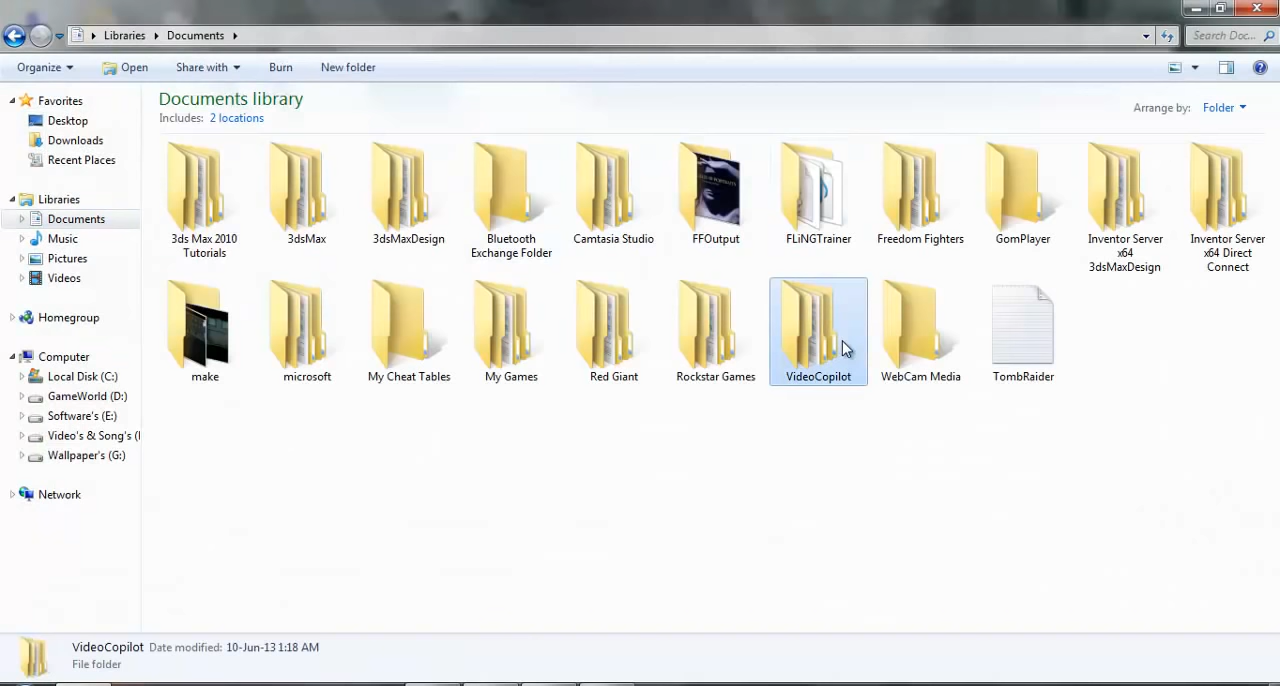 Libraries Documents
Search Doc...
Organize Open Share with Burn New folder
Favorites
Desktop
Downloads
Recent Places
Libraries
Documents
Music
Pictures
Videos
Homegroup
Computer
Local Disk (C:)
GameWorld (D:)
Software's (E:)
Video's & Song's (
Wallpaper's (G:)
Network
Documents library
Includes: 2 locations
Arrange by: Folder
3ds Max 2010 Tutorials
3dsMax
3dsMaxDesign
Bluetooth Exchange Folder
Camtasia Studio
FFOutput
FLiNGTrainer
Freedom Fighters
GomPlayer
Inventor Server x64 3dsMaxDesign
Inventor Server x64 Direct Connect
make
microsoft
My Cheat Tables
My Games
Red Giant
Rockstar Games
VideoCopilot
WebCam Media
TombRaider
VideoCopilot Date modified: 10-Jun-13 1:18 AM
File folder